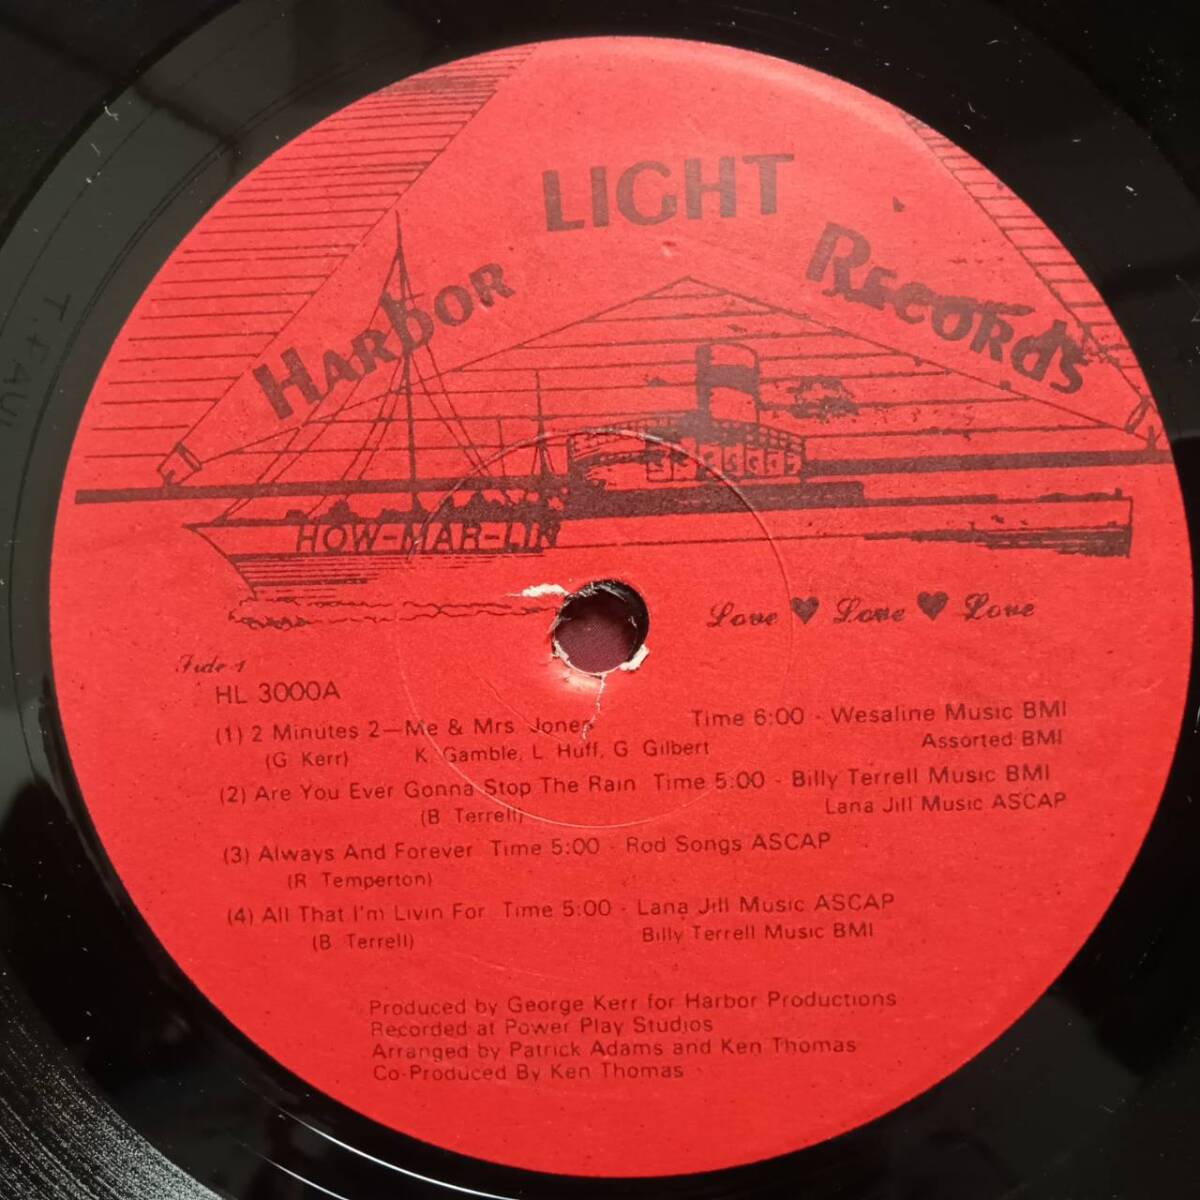 Harbor LIGHT Records
HOW-MAR-LIN
Love ♥ Love ♥ Love
Side 1
HL 3000A
(1) 2 Minutes 2—Me & Mrs Jones Time 6:00 - Wesaline Music BMI
(G Kerr) K Gamble, L Huff, G Gilbert Assorted BMI
(2) Are You Ever Gonna Stop The Rain Time 5:00 - Billy Terrell Music BMI
(B Terrell) Lana Jill Music ASCAP
(3) Always And Forever Time 5:00 - Rod Songs ASCAP
(R Temperton)
(4) All That I'm Livin For Time 5:00 - Lana Jill Music ASCAP
(B Terrell) Billy Terrell Music BMI
Produced by George Kerr for Harbor Productions
Recorded at Power Play Studios
Arranged by Patrick Adams and Ken Thomas
Co-Produced By Ken Thomas